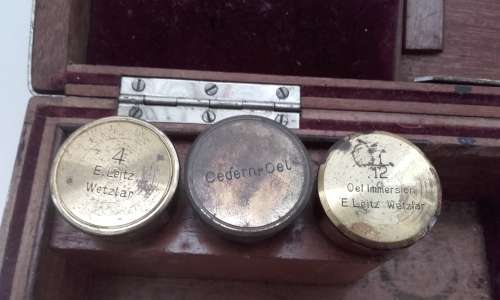 4
E. Leitz
Wetzlar
Cedern-Oel
12
Oel Immersion
E. Leitz Wetzlar